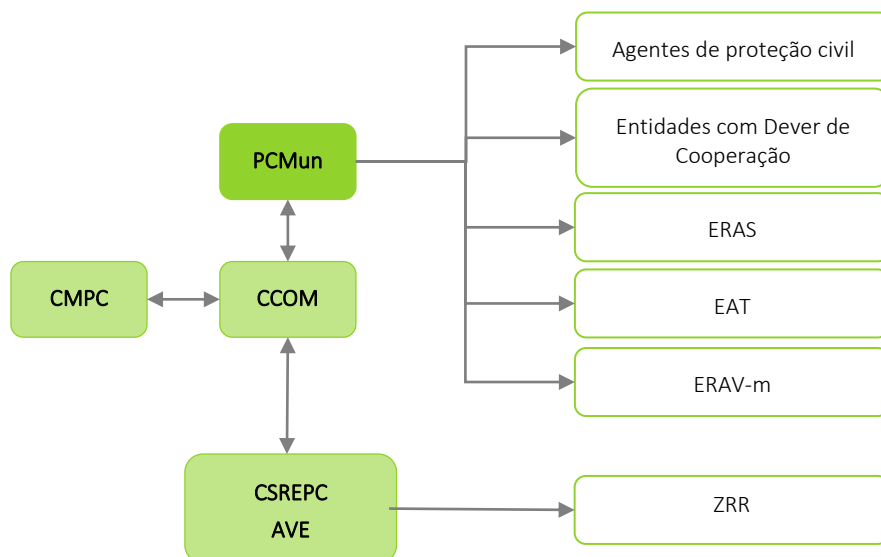 Agentes de proteção civil
PCMun
Entidades com Dever de
Cooperação
ERAS
CMPC
CCOM
EAT
ERAV-m
CSREPC
AVE
ZRR